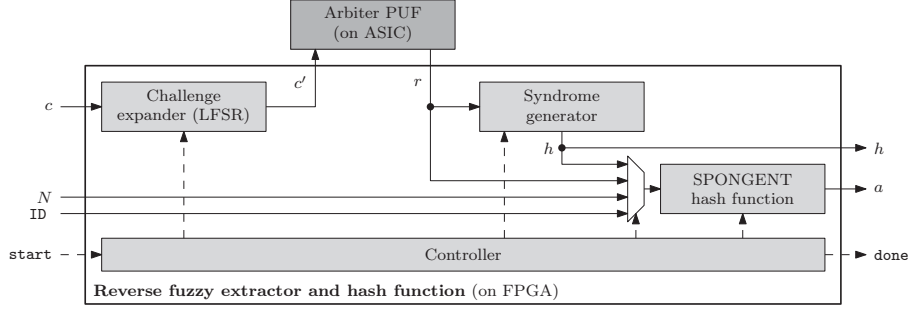 Arbiter PUF
(on ASIC)
c′
r
c
Challenge
expander (LFSR)
Syndrome
generator
h
h
N
ID
SPONGENT
hash function
a
start
Controller
done
Reverse fuzzy extractor and hash function (on FPGA)